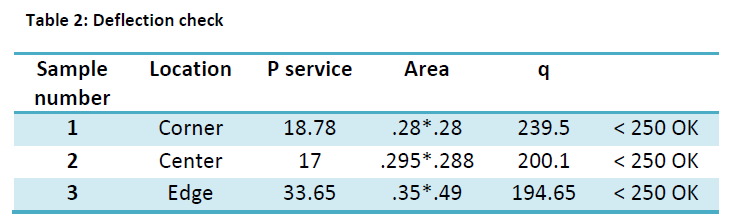 Table 2: Deflection check
Sample number Location P service Area q
1 Corner 18.78 .28*.28 239.5 < 250 OK
2 Center 17 .295*.288 200.1 < 250 OK
3 Edge 33.65 .35*.49 194.65 < 250 OK